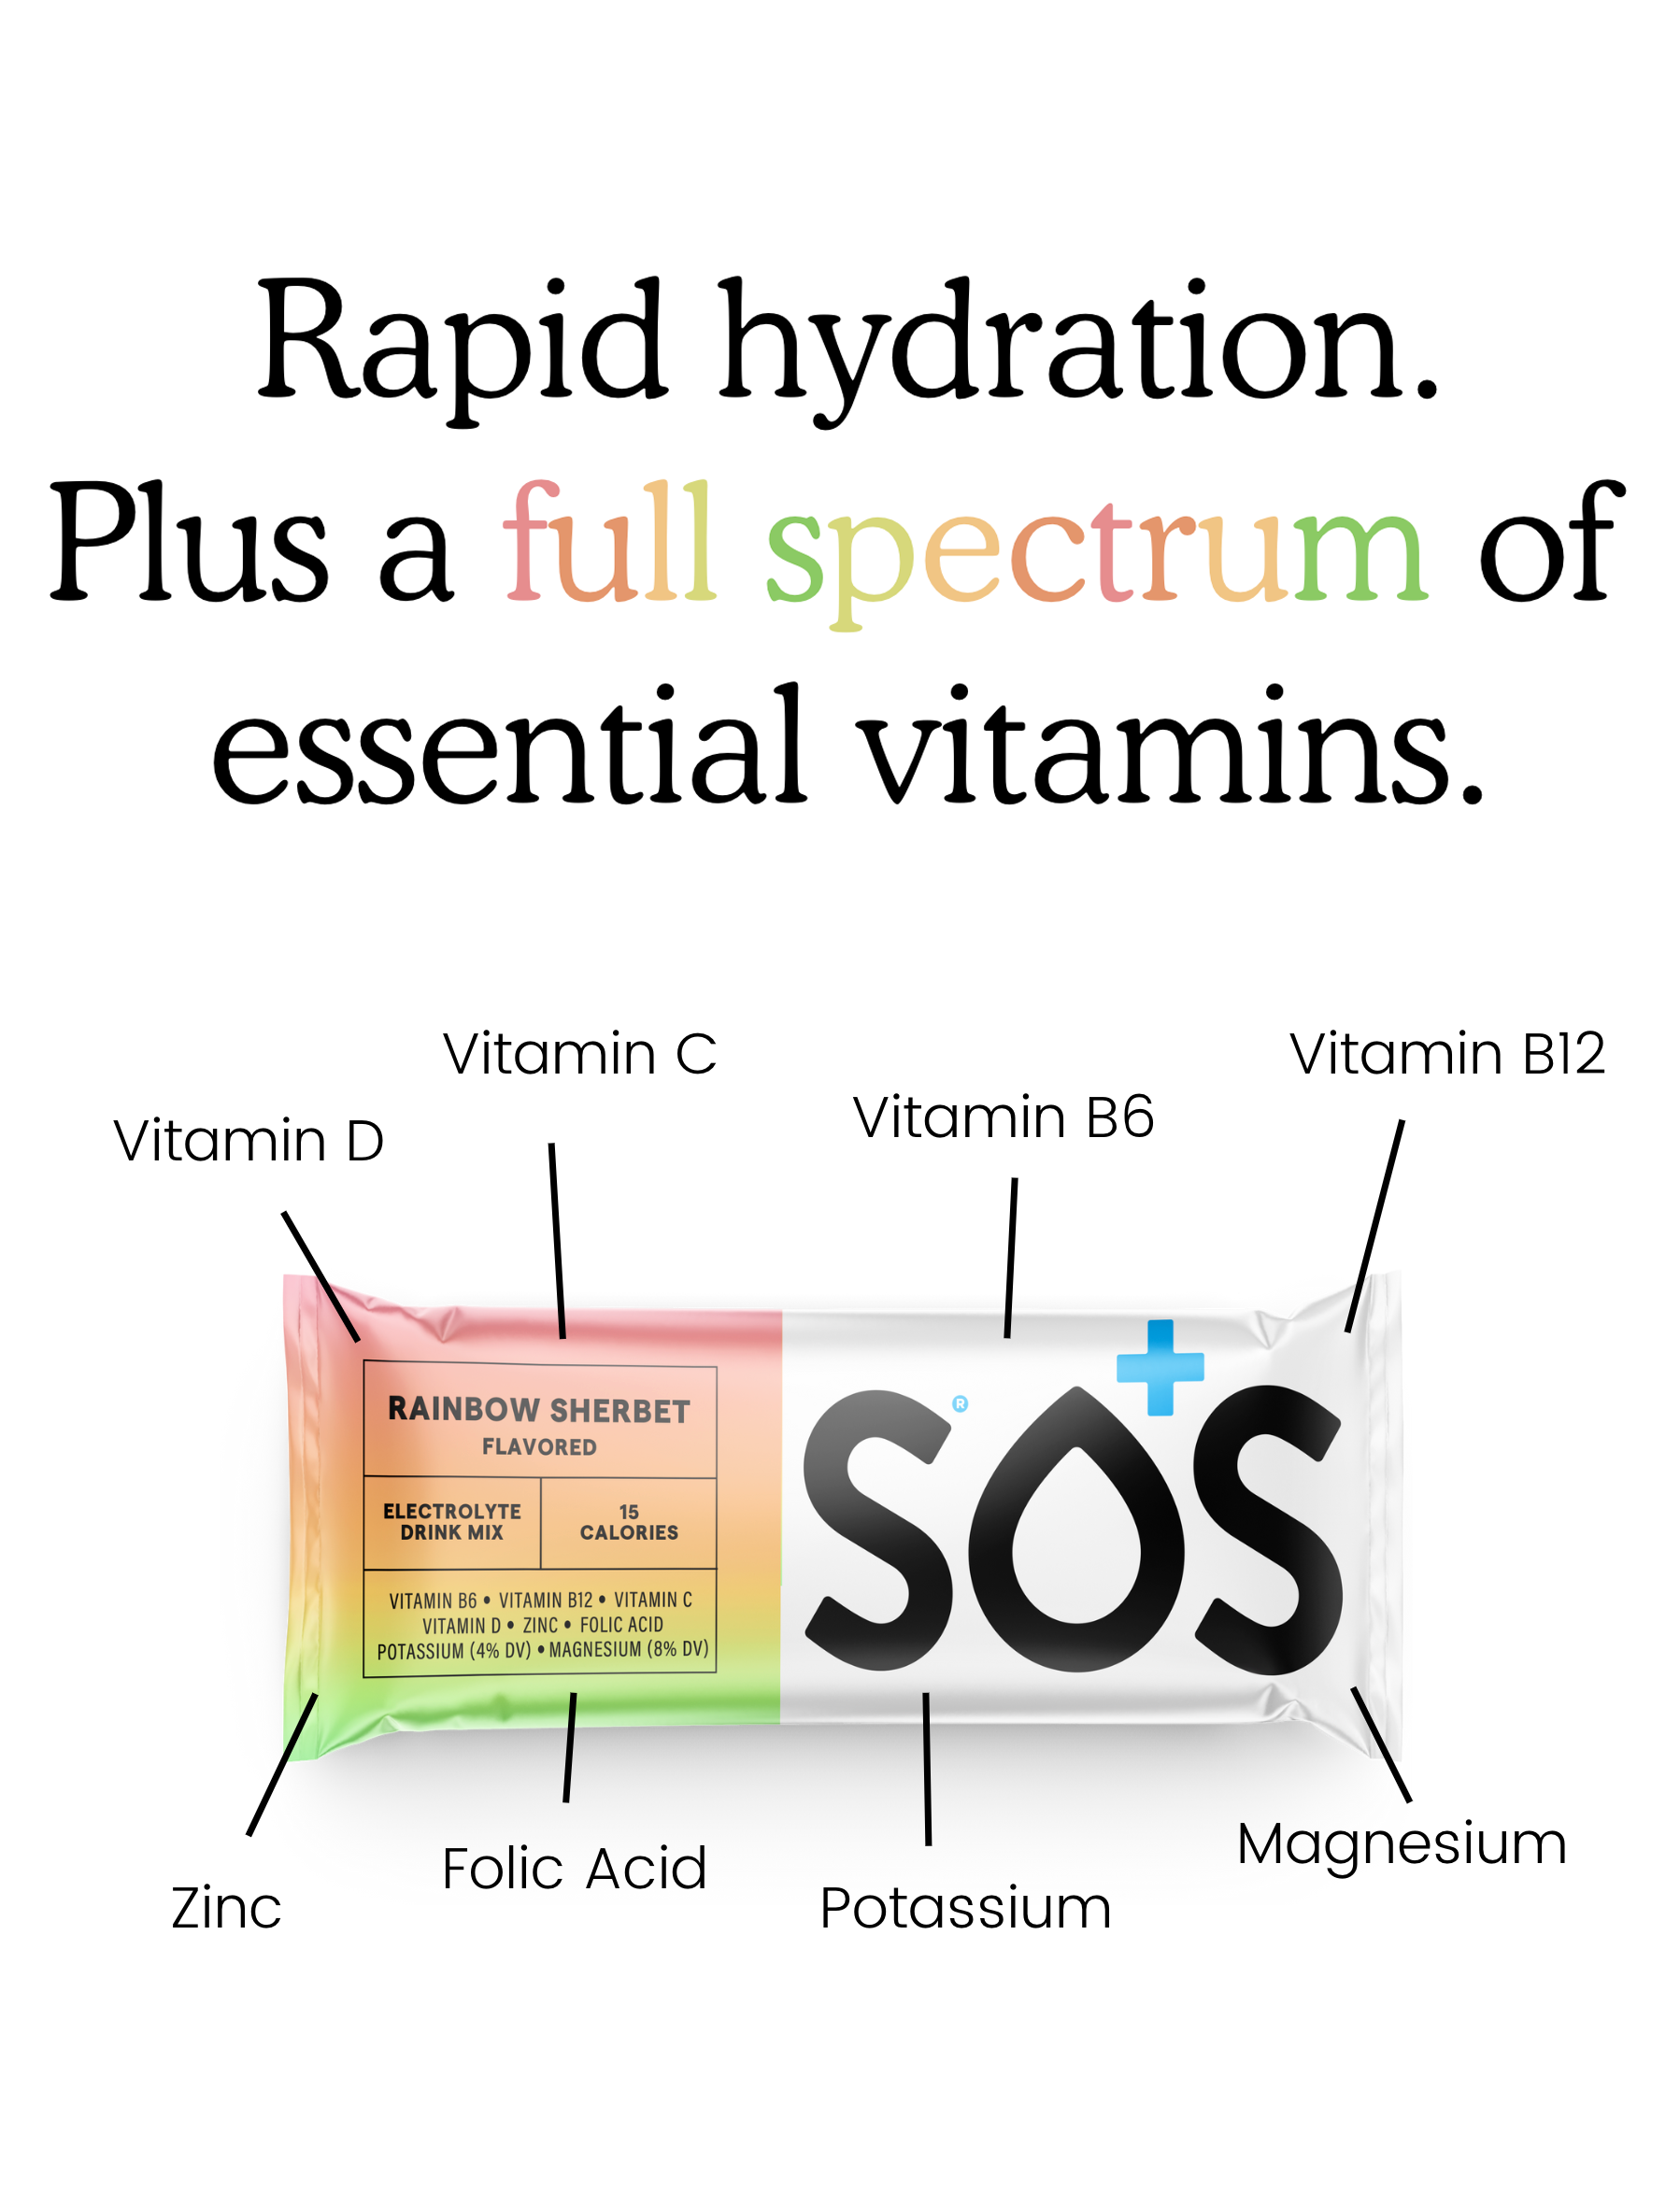 Rapid hydration.
Plus a full spectrum of
essential vitamins.
Vitamin C
Vitamin B12
Vitamin B6
Vitamin D
RAINBOW SHERBET
FLAVORED
ELECTROLYTE
DRINK MIX
15
CALORIES
VITAMIN B6 • VITAMIN B12 • VITAMIN C
VITAMIN D • ZINC • FOLIC ACID
POTASSIUM (4% DV) • MAGNESIUM (8% DV)
SOS
®
Magnesium
Folic Acid
Zinc
Potassium